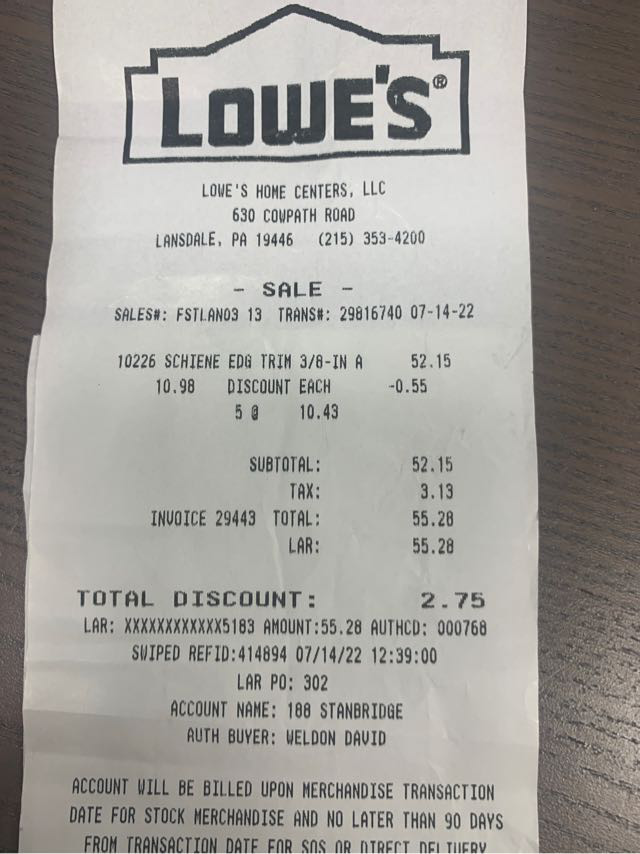 LOWE'S®
LOWE'S HOME CENTERS, LLC
630 COWPATH ROAD
LANSDALE, PA 19446 (215) 353-4200
- SALE -
SALES#: FSTLAN03 13 TRANS#: 29816740 07-14-22
10226 SCHIENE EDG TRIM 3/8-IN A 52.15
10.98 DISCOUNT EACH -0.55
5 @ 10.43
SUBTOTAL: 52.15
TAX: 3.13
INVOICE 29443 TOTAL: 55.28
LAR: 55.28
TOTAL DISCOUNT: 2.75
LAR: XXXXXXXXXXXX5183 AMOUNT:55.28 AUTHCD: 000768
SWIPED REFID:414894 07/14/22 12:39:00
LAR PO: 302
ACCOUNT NAME: 188 STANBRIDGE
AUTH BUYER: WELDON DAVID
ACCOUNT WILL BE BILLED UPON MERCHANDISE TRANSACTION
DATE FOR STOCK MERCHANDISE AND NO LATER THAN 90 DAYS
FROM TRANSACTION DATE FOR SOS OR DIRECT DELIVERY